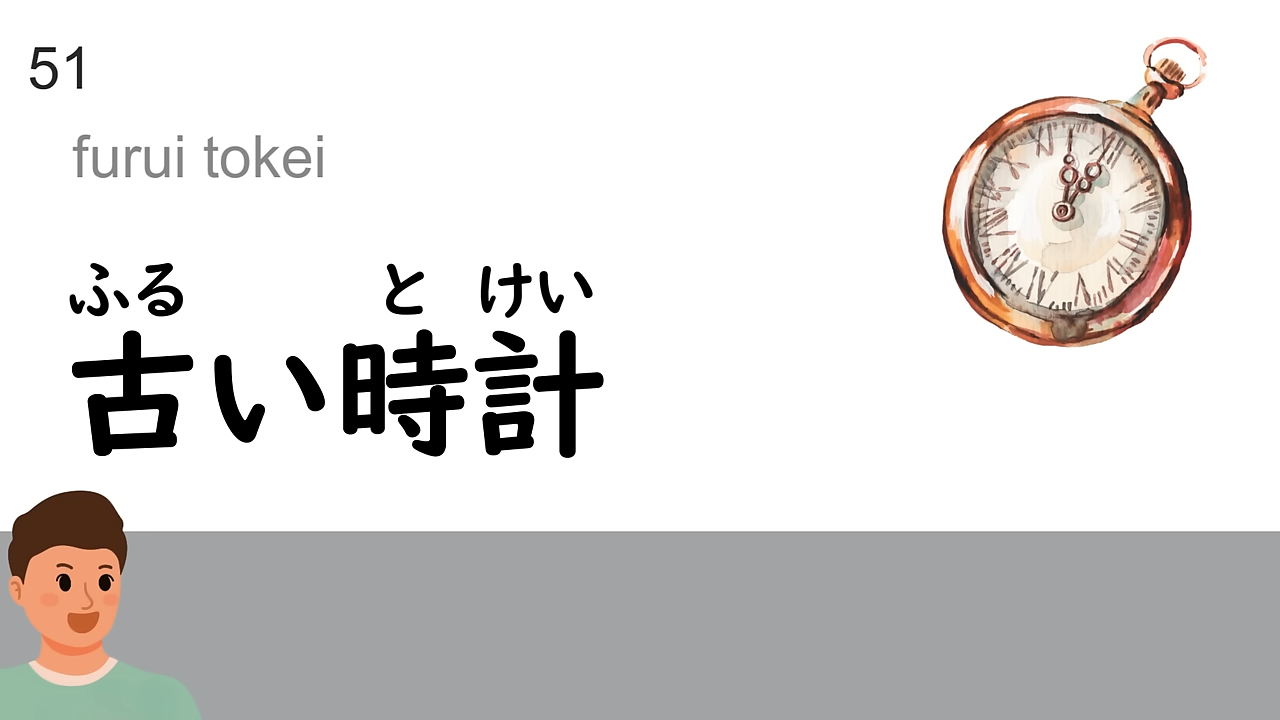 51
furui tokei
ふる と けい
古い時計